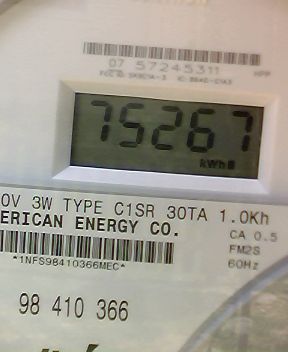 07 57245311
75267
kWh
0V 3W TYPE C1SR 30TA 1.0Kh
ERICAN ENERGY CO.
CA 0.5
FM2S
60Hz
*1NFS98410366MEC*
98 410 366